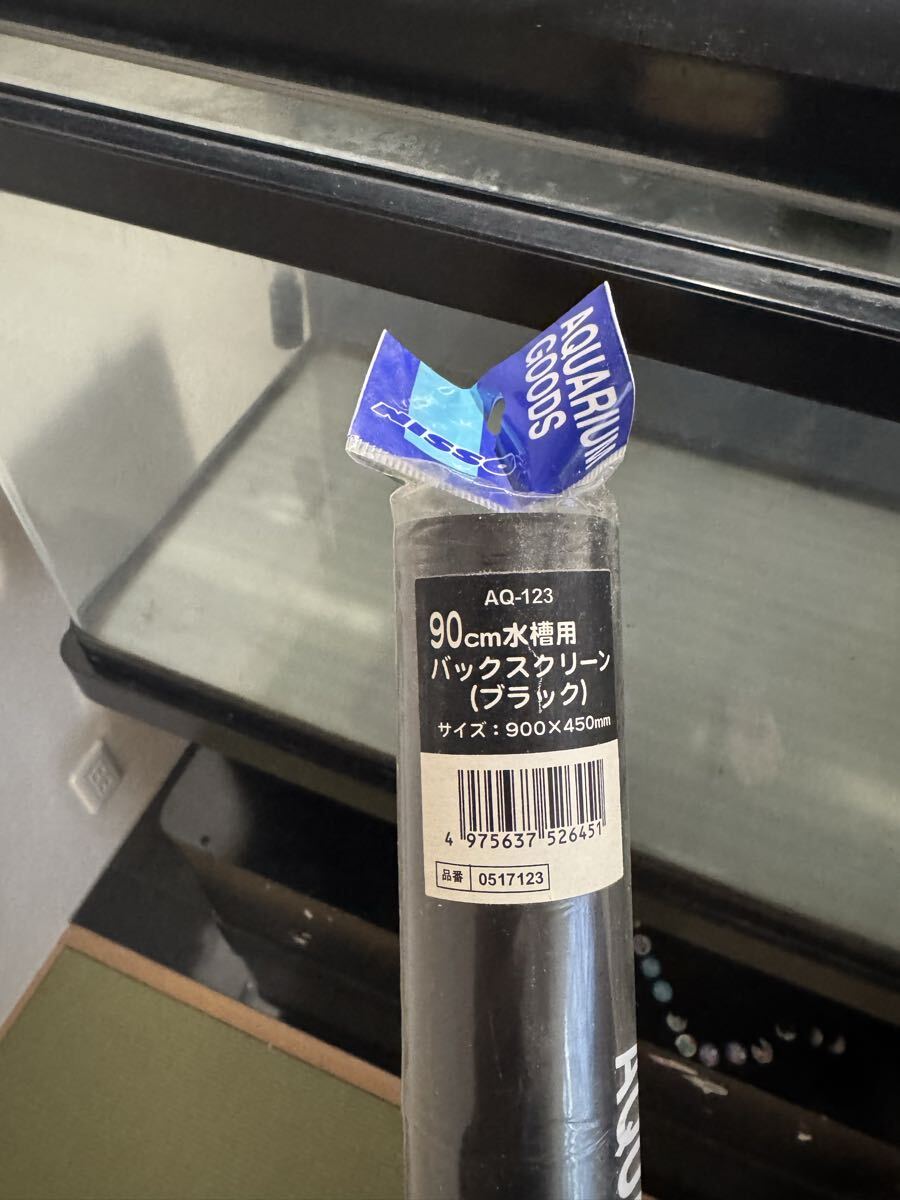 AQUARIUM
GOODS
NISSO
AQ-123
90cm水槽用
バックスクリーン
(ブラック)
サイズ：900×450mm
4 975637 526451
品番 0517123
AQU